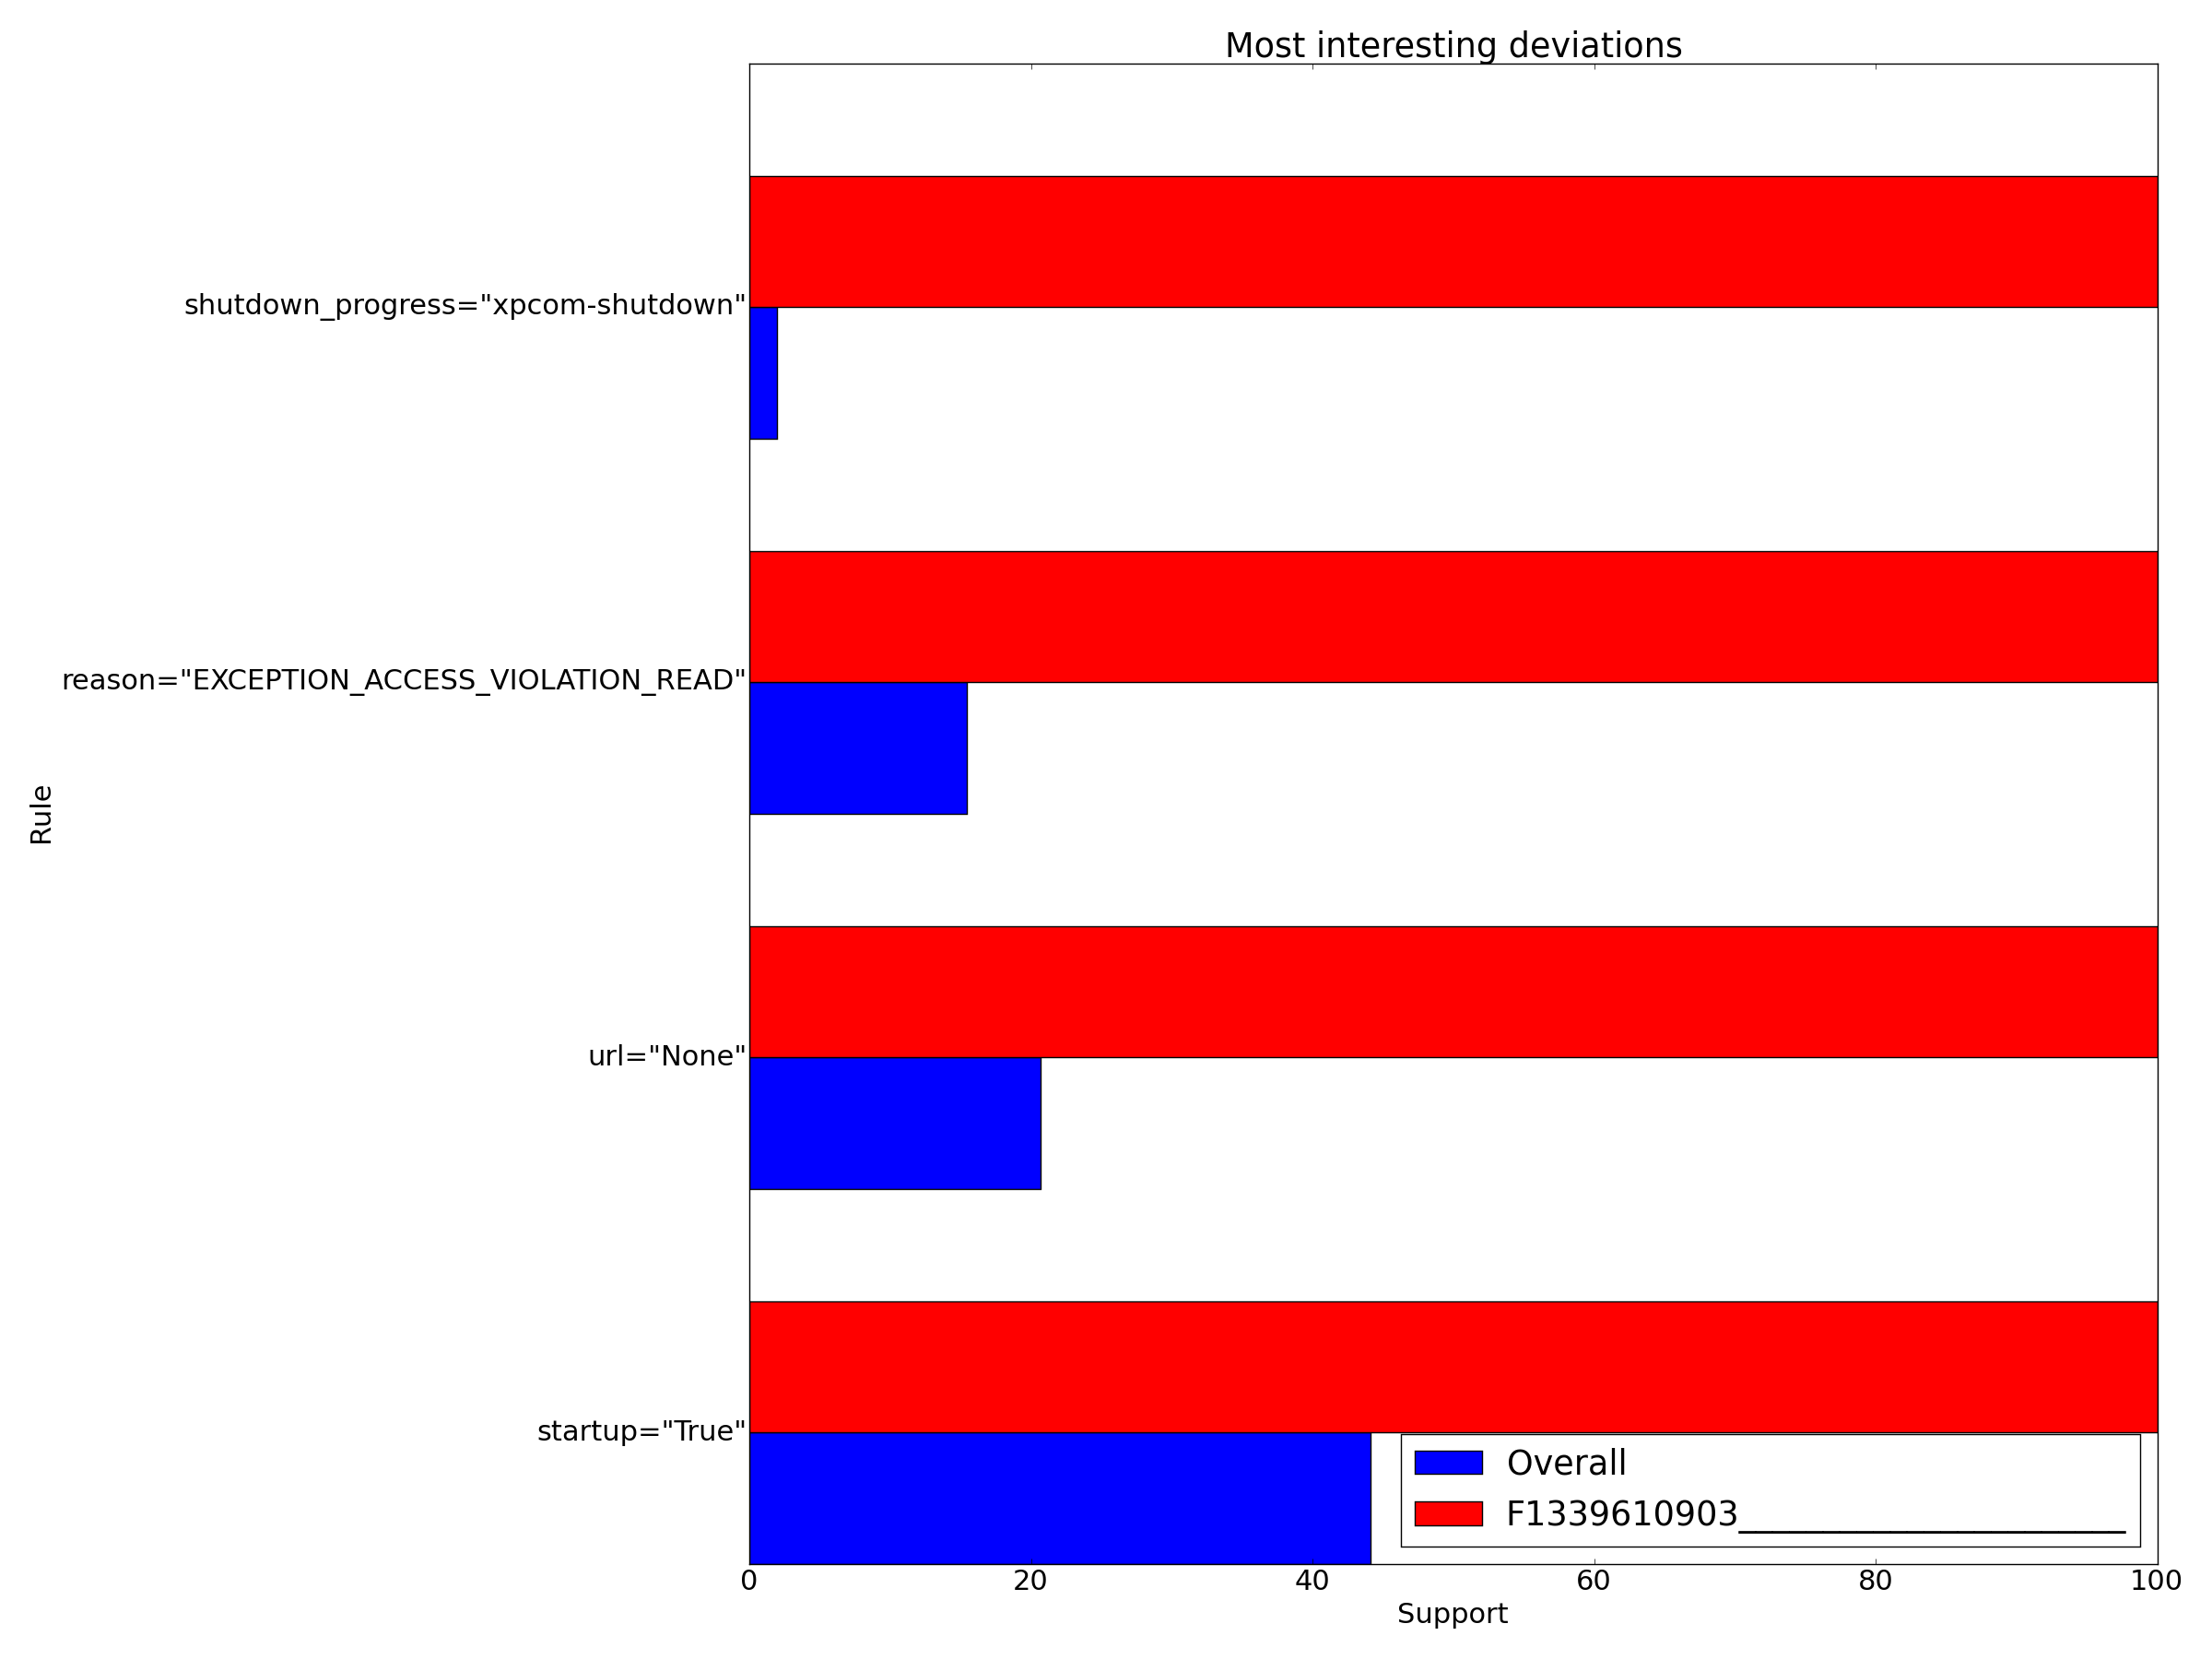 Most interesting deviations
shutdown_progress="xpcom-shutdown"
reason="EXCEPTION_ACCESS_VIOLATION_READ"
Rule
url="None"
startup="True"
Overall
F1339610903_______________________
0 20 40 60 80 100
Support